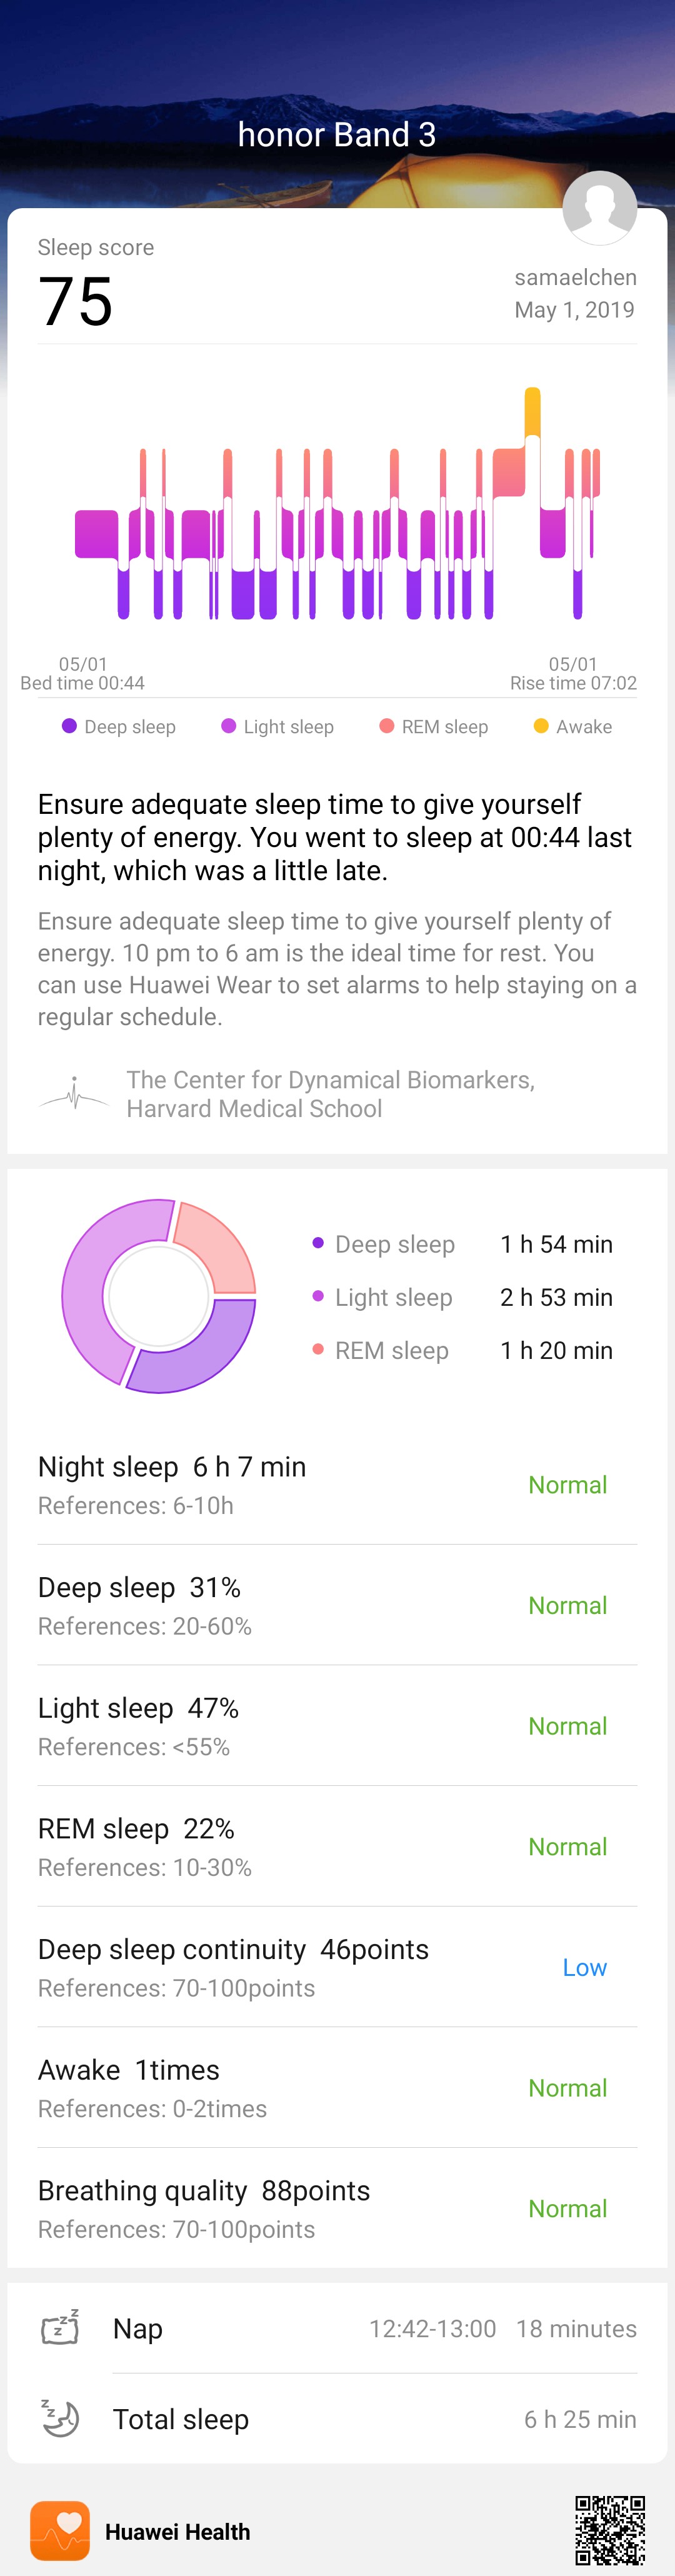 honor Band 3
Sleep score
75
samaelchen
May 1, 2019
05/01
Bed time 00:44
05/01
Rise time 07:02
Deep sleep
Light sleep
REM sleep
Awake
Ensure adequate sleep time to give yourself
plenty of energy. You went to sleep at 00:44 last
night, which was a little late.
Ensure adequate sleep time to give yourself plenty of
energy. 10 pm to 6 am is the ideal time for rest. You
can use Huawei Wear to set alarms to help staying on a
regular schedule.
The Center for Dynamical Biomarkers,
Harvard Medical School
Deep sleep 1 h 54 min
Light sleep 2 h 53 min
REM sleep 1 h 20 min
Night sleep 6 h 7 min
References: 6-10h
Normal
Deep sleep 31%
References: 20-60%
Normal
Light sleep 47%
References: <55%
Normal
REM sleep 22%
References: 10-30%
Normal
Deep sleep continuity 46points
References: 70-100points
Low
Awake 1times
References: 0-2times
Normal
Breathing quality 88points
References: 70-100points
Normal
Nap 12:42-13:00 18 minutes
Total sleep 6 h 25 min
Huawei Health